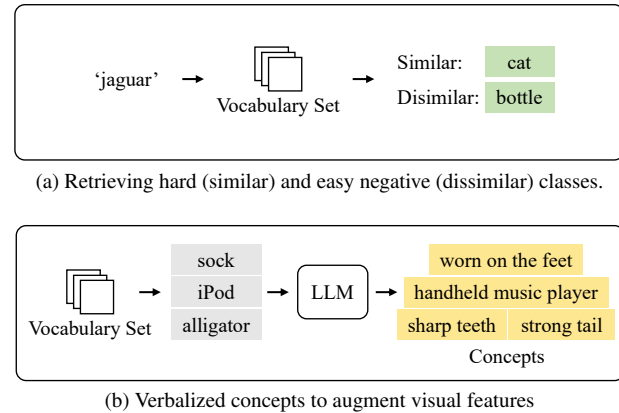 ‘jaguar’
Vocabulary Set
Similar: cat
Disimilar: bottle
(a) Retrieving hard (similar) and easy negative (dissimilar) classes.
Vocabulary Set
sock
iPod
alligator
LLM
worn on the feet
handheld music player
sharp teeth strong tail
Concepts
(b) Verbalized concepts to augment visual features